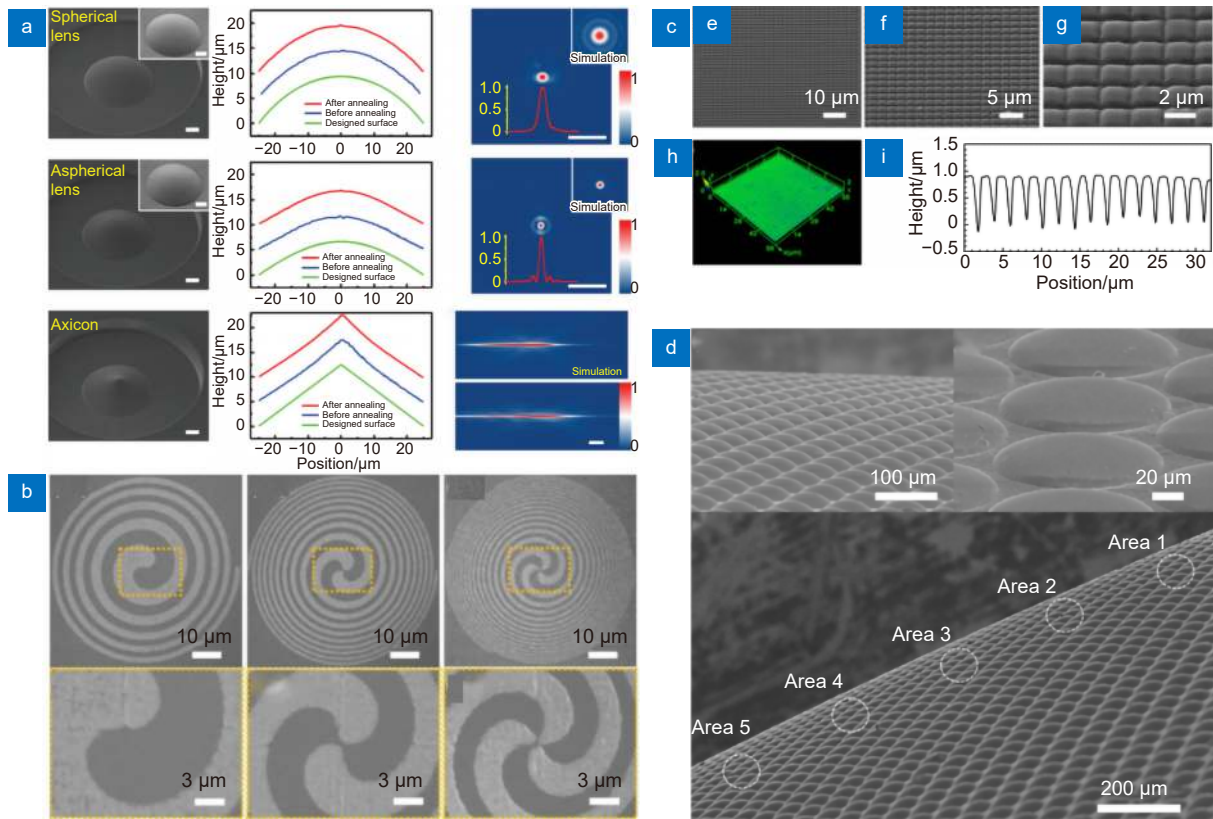 a
Spherical
lens
Height/μm
20
15
10
5
0
After annealing
Before annealing
Designed surface
−20
−10
0
10
20
Simulation
1.0
0.5
0
1
0
Aspherical
lens
Height/μm
20
15
10
5
0
After annealing
Before annealing
Designed surface
−20
−10
0
10
20
Simulation
1.0
0.5
0
1
0
Axicon
Height/μm
20
15
10
5
0
After annealing
Before annealing
Designed surface
−20
−10
0
10
20
Position/μm
Simulation
1
0
b
10 μm
10 μm
10 μm
3 μm
3 μm
3 μm
c
e
10 μm
f
5 μm
g
2 μm
h
i
Height/μm
1.5
1.0
0.5
0
−0.5
0
5
10
15
20
25
30
Position/μm
d
100 μm
20 μm
Area 1
Area 2
Area 3
Area 4
Area 5
200 μm